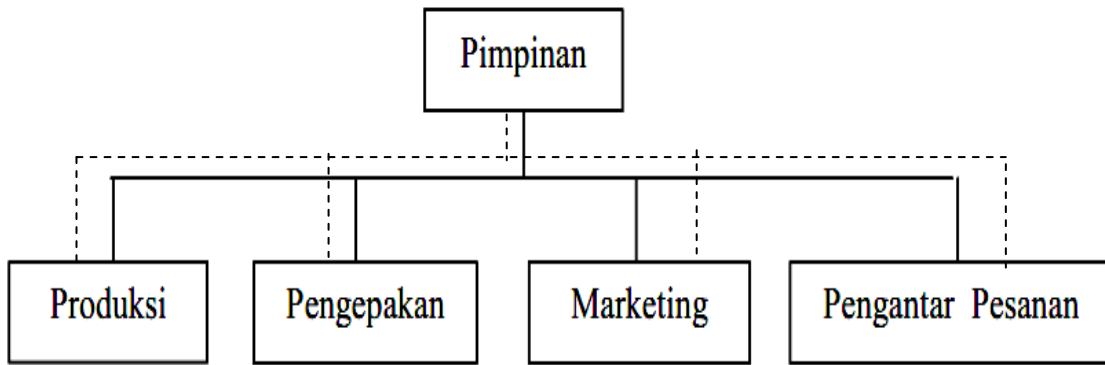 Pimpinan
Produksi
Pengepakan
Marketing
Pengantar Pesanan